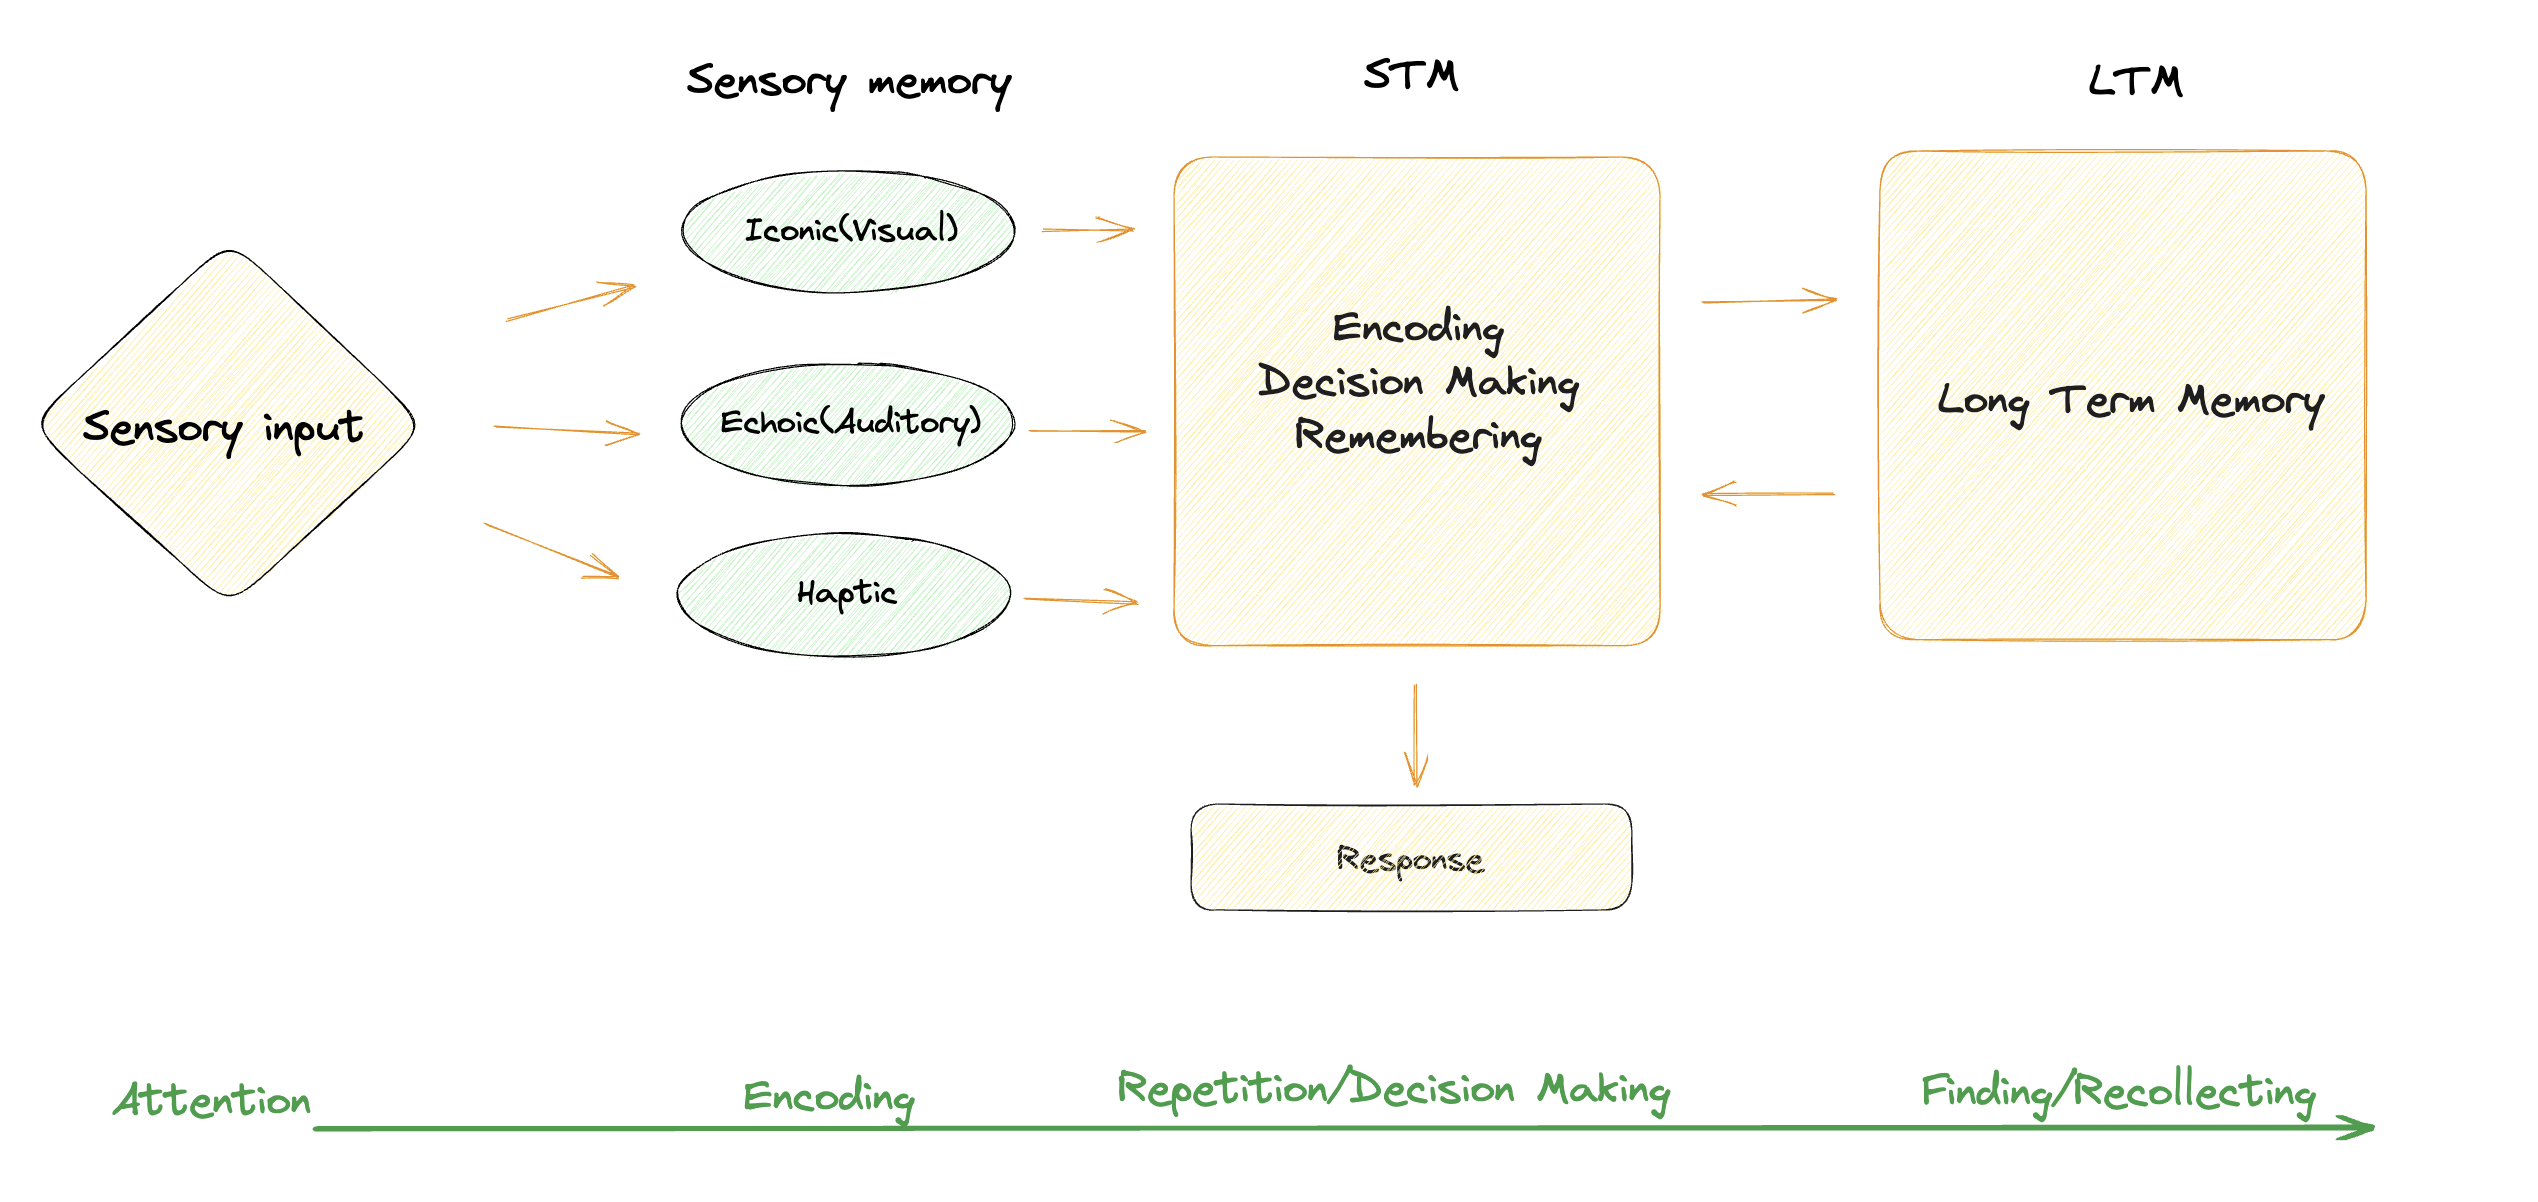 Sensory memory
STM
LTM
Sensory input
Iconic(Visual)
Echoic(Auditory)
Haptic
Encoding
Decision Making
Remembering
Long Term Memory
Response
Attention
Encoding
Repetition/Decision Making
Finding/Recollecting